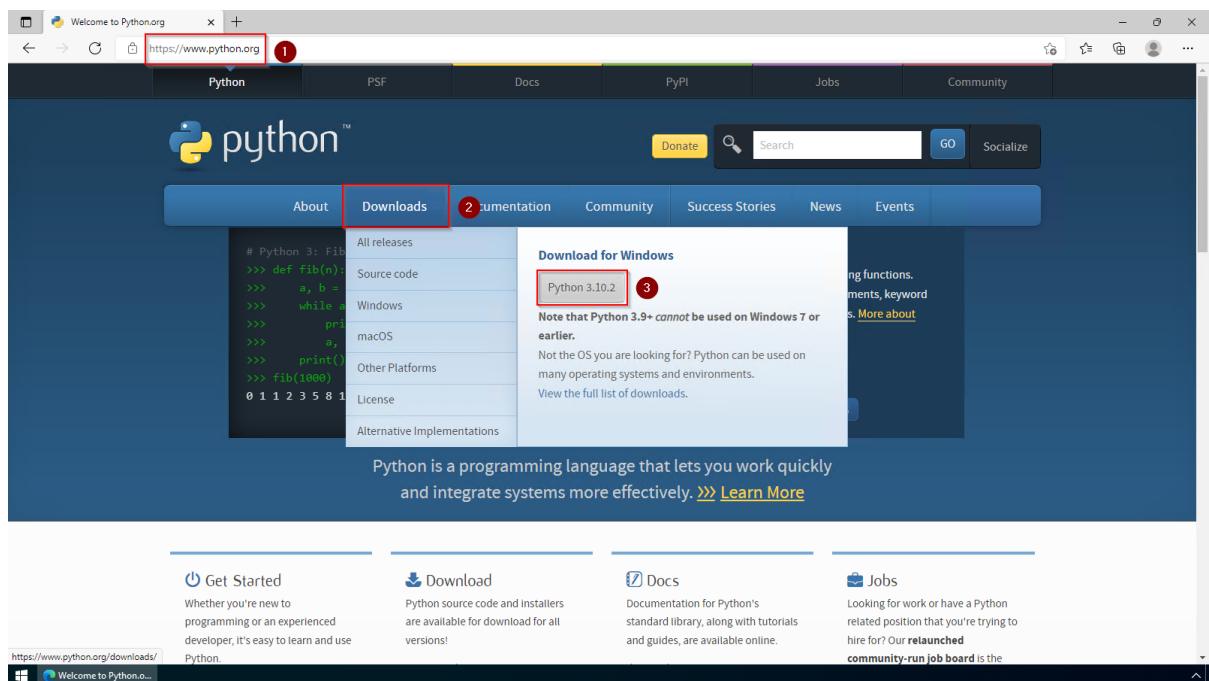 Welcome to Python.org
https://www.python.org
1
Python PSF Docs PyPI Jobs Community
python™
Donate
Search
GO
Socialize
About Downloads 2 cumentation Community Success Stories News Events
All releases
Source code
Windows
macOS
Other Platforms
License
Alternative Implementations
Download for Windows
Python 3.10.2
3
Note that Python 3.9+ cannot be used on Windows 7 or
earlier.
Not the OS you are looking for? Python can be used on
many operating systems and environments.
View the full list of downloads.
# Python 3: Fib
>>> def fib(n):
>>> a, b =
>>> while a
>>> pri
>>> a,
>>> print()
>>> fib(1000)
0 1 1 2 3 5 8 1
ng functions.
ments, keyword
s. More about
Python is a programming language that lets you work quickly
and integrate systems more effectively. >>> Learn More
Get Started
Whether you're new to
programming or an experienced
developer, it's easy to learn and use
Python.
Download
Python source code and installers
are available for download for all
versions!
Docs
Documentation for Python's
standard library, along with tutorials
and guides, are available online.
Jobs
Looking for work or have a Python
related position that you're trying to
hire for? Our relaunched
community-run job board is the
https://www.python.org/downloads/
Welcome to Python.o...